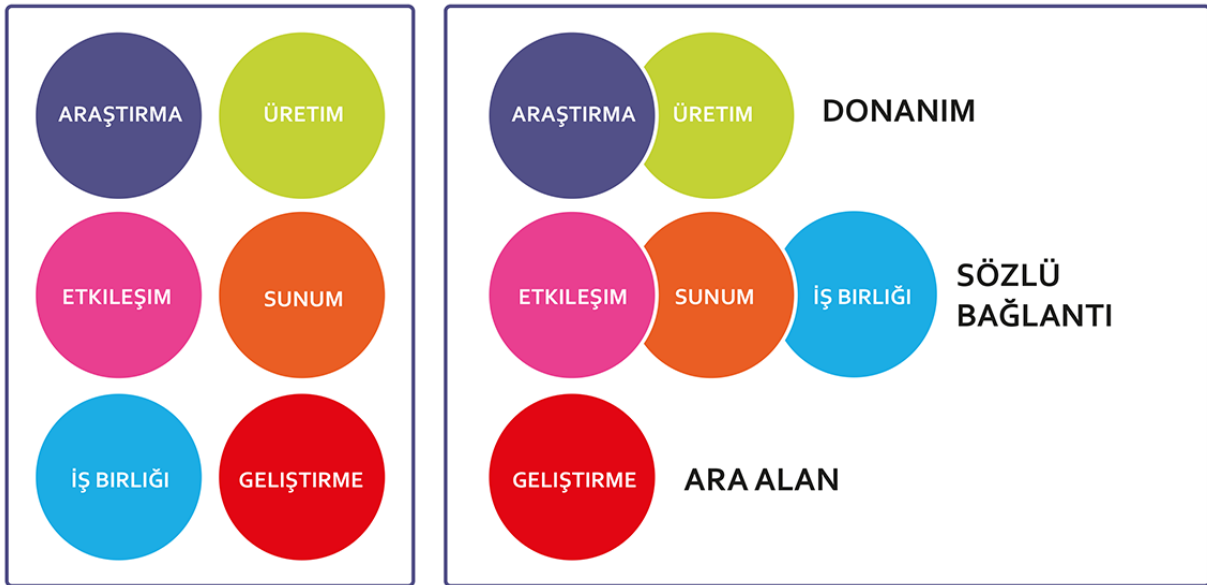 ARAŞTIRMA
ÜRETIM
ETKILEŞIM
SUNUM
İŞ BIRLIĞI
GELIŞTIRME
ARAŞTIRMA
ÜRETIM
DONANIM
ETKILEŞIM
SUNUM
İŞ BIRLIĞI
SÖZLÜ
BAĞLANTI
GELIŞTIRME
ARA ALAN